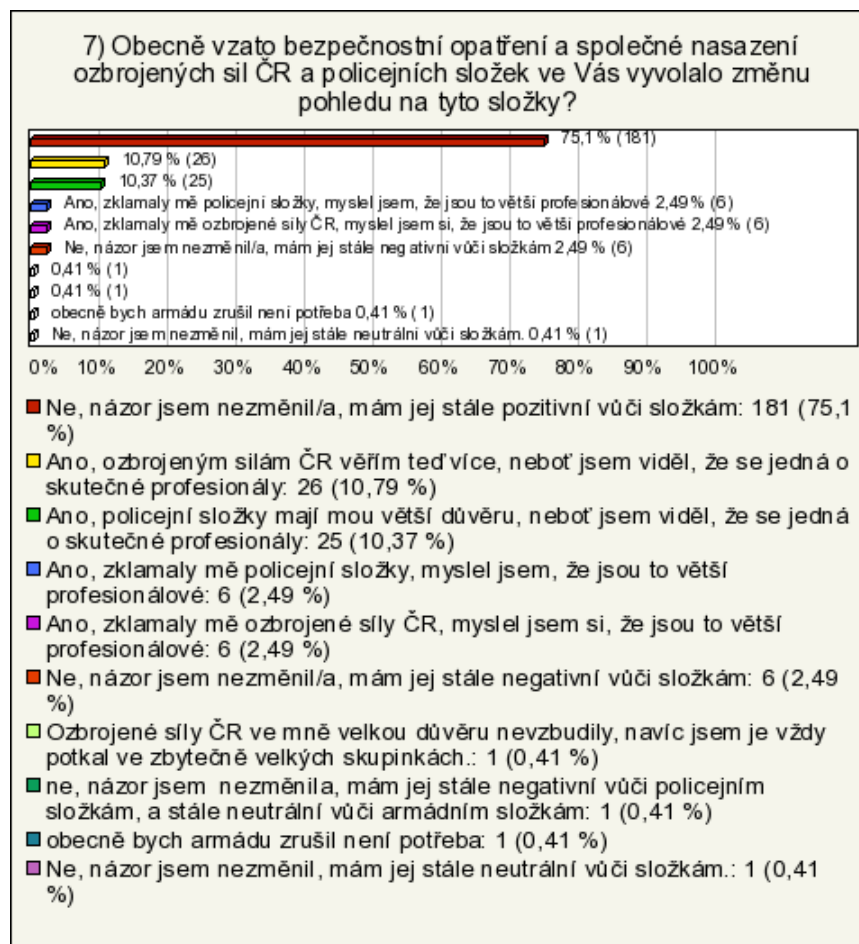 7) Obecně vzato bezpečnostní opatření a společné nasazení
ozbrojených sil ČR a policejních složek ve Vás vyvolalo změnu
pohledu na tyto složky?
75,1 % (181)
10,79 % (26)
10,37 % (25)
Ano, zklamaly mě policejní složky, myslel jsem, že jsou to větší profesionálové 2,49 % (6)
Ano, zklamaly mě ozbrojené síly ČR, myslel jsem si, že jsou to větší profesionálové 2,49 % (6)
Ne, názor jsem nezměnil/a, mám jej stále negativní vůči složkám 2,49 % (6)
0,41 % (1)
0,41 % (1)
obecně bych armádu zrušil není potřeba 0,41 % (1)
Ne, názor jsem nezměnil, mám jej stále neutrální vůči složkám. 0,41 % (1)
0% 10% 20% 30% 40% 50% 60% 70% 80% 90% 100%
Ne, názor jsem nezměnil/a, mám jej stále pozitivní vůči složkám: 181 (75,1
%)
Ano, ozbrojeným silám ČR věřím teď více, neboť jsem viděl, že se jedná o
skutečné profesionály: 26 (10,79 %)
Ano, policejní složky mají mou větší důvěru, neboť jsem viděl, že se jedná
o skutečné profesionály: 25 (10,37 %)
Ano, zklamaly mě policejní složky, myslel jsem, že jsou to větší
profesionálové: 6 (2,49 %)
Ano, zklamaly mě ozbrojené síly ČR, myslel jsem si, že jsou to větší
profesionálové: 6 (2,49 %)
Ne, názor jsem nezměnil/a, mám jej stále negativní vůči složkám: 6 (2,49
%)
Ozbrojené síly ČR ve mně velkou důvěru nevzbudily, navíc jsem je vždy
potkal ve zbytečně velkých skupinkách.: 1 (0,41 %)
ne, názor jsem nezměnila, mám jej stále negativní vůči policejním
složkám, a stále neutrální vůči armádním složkám: 1 (0,41 %)
obecně bych armádu zrušil není potřeba: 1 (0,41 %)
Ne, názor jsem nezměnil, mám jej stále neutrální vůči složkám.: 1 (0,41
%)